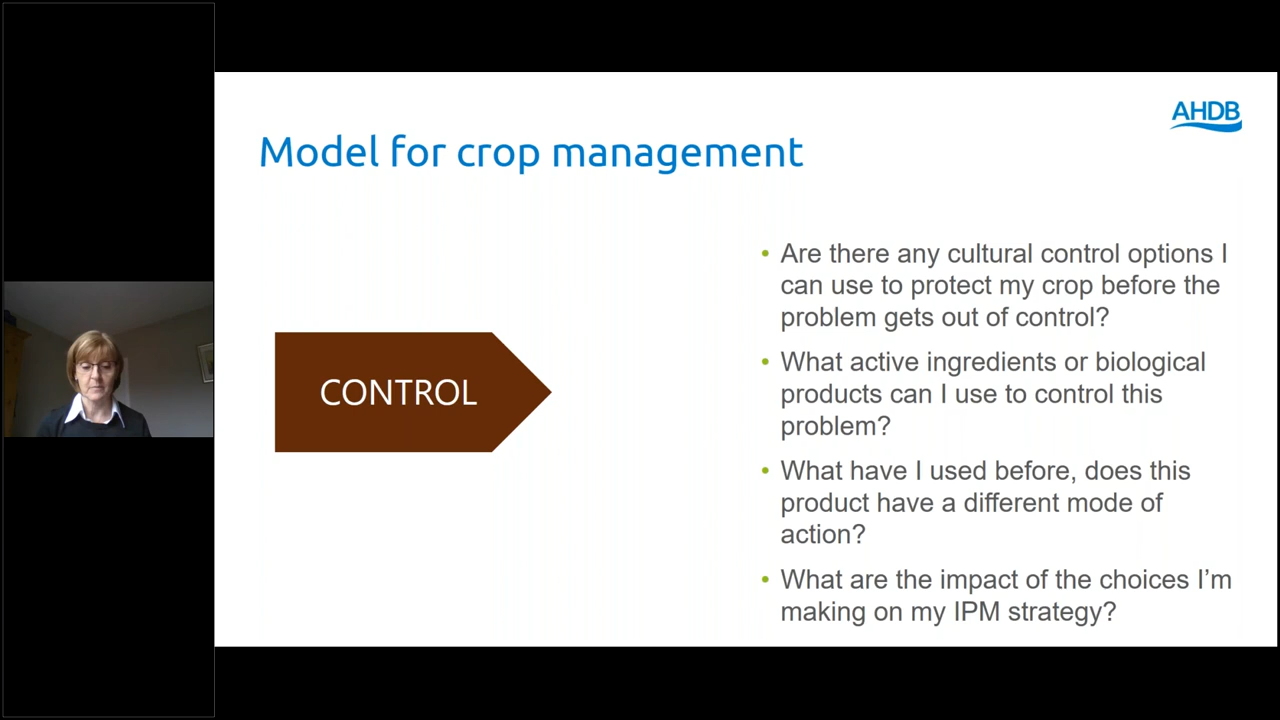 AHDB
Model for crop management
CONTROL
• Are there any cultural control options I
can use to protect my crop before the
problem gets out of control?
• What active ingredients or biological
products can I use to control this
problem?
• What have I used before, does this
product have a different mode of
action?
• What are the impact of the choices I’m
making on my IPM strategy?